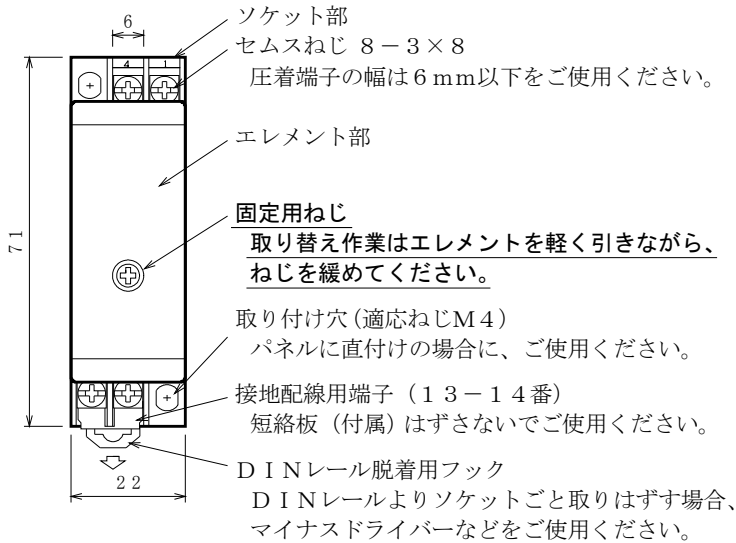 6
ソケット部
セムスねじ ８－３×８
圧着端子の幅は６ｍｍ以下をご使用ください。
4 1
エレメント部
71
固定用ねじ
取り替え作業はエレメントを軽く引きながら、
ねじを緩めてください。
取り付け穴（適応ねじＭ４）
パネルに直付けの場合に、ご使用ください。
接地配線用端子（１３－１４番）
短絡板（付属）はずさないでご使用ください。
ＤＩＮレール脱着用フック
22
ＤＩＮレールよりソケットごと取りはずす場合、
マイナスドライバーなどをご使用ください。